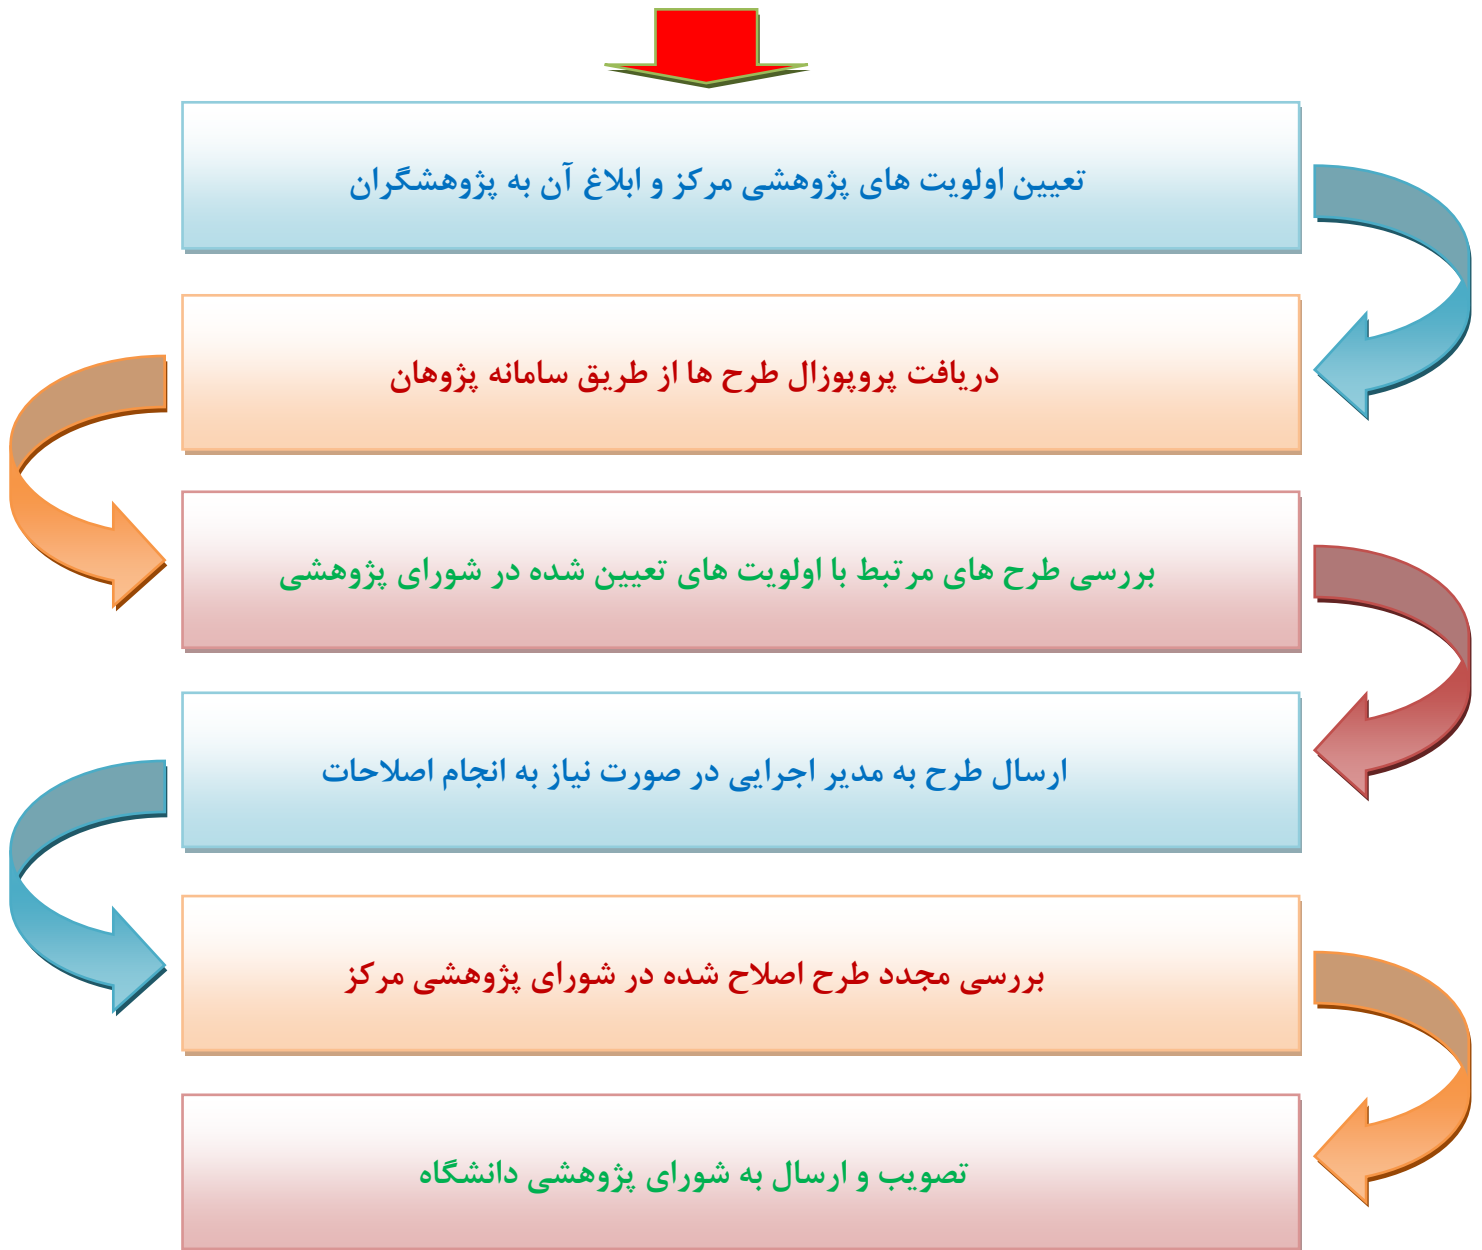 تعیین اولویت های پژوهشی مرکز و ابلاغ آن به پژوهشگران
دریافت پروپوزال طرح ها از طریق سامانه پژوهان
بررسی طرح های مرتبط با اولویت های تعیین شده در شورای پژوهشی
ارسال طرح به مدیر اجرایی در صورت نیاز به انجام اصلاحات
بررسی مجدد طرح اصلاح شده در شورای پژوهشی مرکز
تصویب و ارسال به شورای پژوهشی دانشگاه